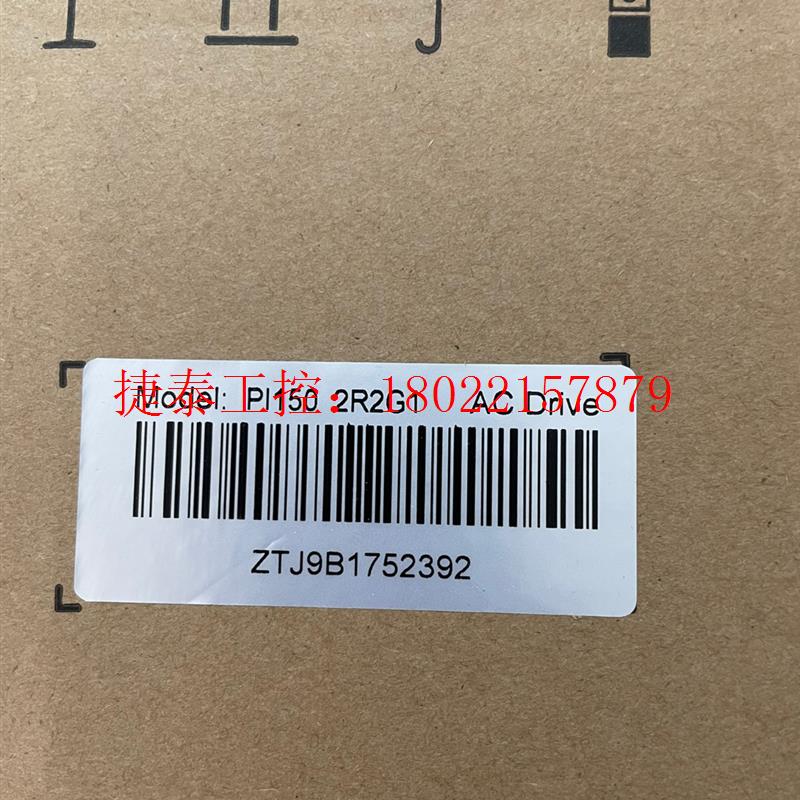 Model: PI150 2R2G1 AC Drive
捷泰工控：18022157879
ZTJ9B1752392